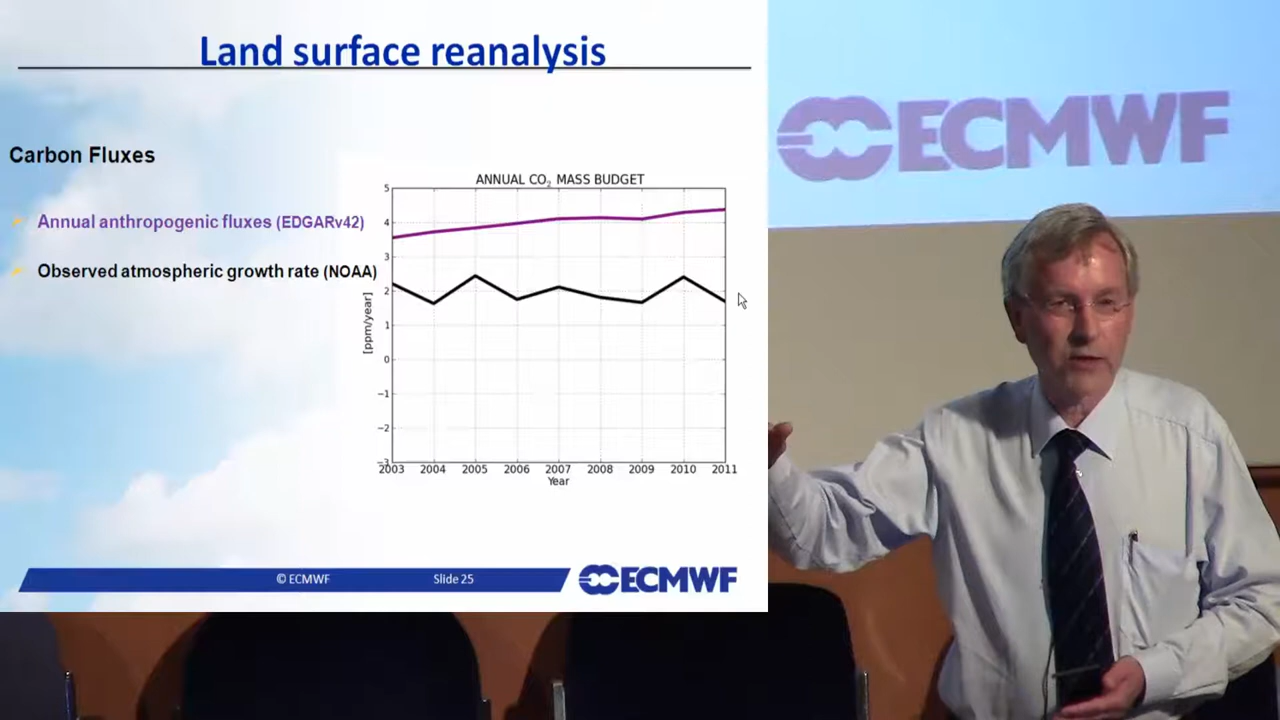 Land surface reanalysis
ECMWF
Carbon Fluxes
ANNUAL CO₂ MASS BUDGET
Annual anthropogenic fluxes (EDGARv42)
Observed atmospheric growth rate (NOAA)
[ppm/year]
5
4
3
2
1
0
−1
−2
−3
2003 2004 2005 2006 2007 2008 2009 2010 2011
Year
© ECMWF Slide 25 ECMWF